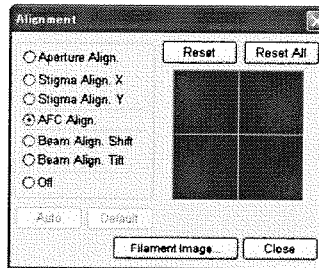 Alignment
Reset Reset All
Aperture Align.
Stigma Align. X
Stigma Align. Y
AFC Align.
Beam Align. Shift
Beam Align. Tilt
Off
Auto Default
Filament Image... Close